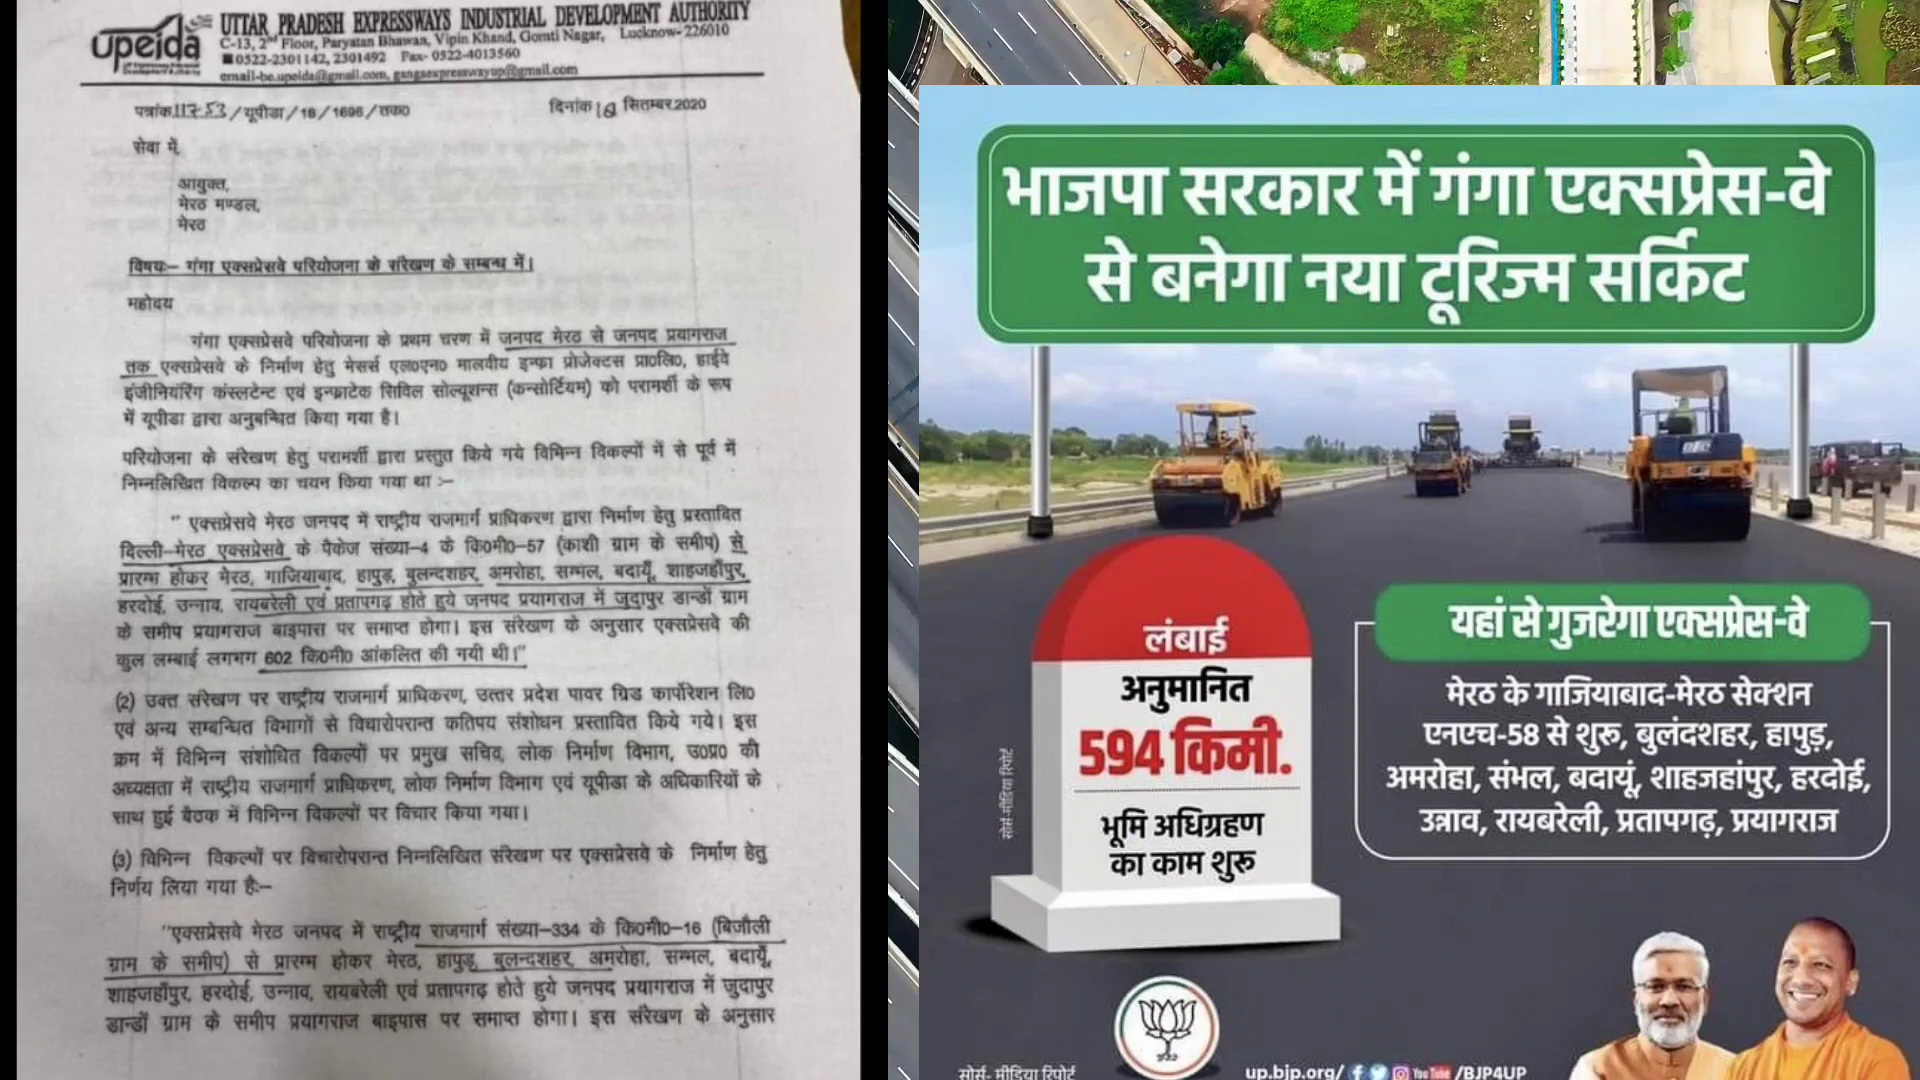 upeida
UTTAR PRADESH EXPRESSWAYS INDUSTRIAL DEVELOPMENT AUTHORITY
C-13, 2nd Floor, Paryatan Bhawan, Vipin Khand, Gomti Nagar, Lucknow-226010
0522-2301142, 2301492 Fax- 0522-4013560
email-be.upeida@gmail.com, gangaexpresswayup@gmail.com
पत्रांक 11753/यूपीडा/18/1696/तक0 दिनांक 18 सितम्बर,2020
सेवा में,
आयुक्त,
मेरठ मण्डल,
मेरठ
विषयः– गंगा एक्सप्रेसवे परियोजना के संरेखण के सम्बन्ध में।
महोदय
गंगा एक्सप्रेसवे परियोजना के प्रथम चरण में जनपद मेरठ से जनपद प्रयागराज
तक एक्सप्रेसवे के निर्माण हेतु मेसर्स एल0एन0 मालवीय इन्फ्रा प्रोजेक्टस प्रा0लि0, हाईवे
इंजीनियरिंग कंस्लटेन्ट एवं इन्फ्राटेक सिविल सोल्यूशन्स (कन्सोर्टियम) को परामर्शी के रूप
में यूपीडा द्वारा अनुबन्धित किया गया है।
परियोजना के संरेखण हेतु परामर्शी द्वारा प्रस्तुत किये गये विभिन्न विकल्पों में से पूर्व में
निम्नलिखित विकल्प का चयन किया गया था :–
" एक्सप्रेसवे मेरठ जनपद में राष्ट्रीय राजमार्ग प्राधिकरण द्वारा निर्माण हेतु प्रस्तावित
दिल्ली–मेरठ एक्सप्रेसवे के पैकेज संख्या–4 के कि0मी0–57 (काशी ग्राम के समीप) से
प्रारम्भ होकर मेरठ, गाजियाबाद, हापुड़, बुलन्दशहर, अमरोहा, सम्भल, बदायूँ, शाहजहाँपुर,
हरदोई, उन्नाव, रायबरेली एवं प्रतापगढ़ होते हुये जनपद प्रयागराज में जुदापुर डान्डों ग्राम
के समीप प्रयागराज बाइपास पर समाप्त होगा। इस संरेखण के अनुसार एक्सप्रेसवे की
कुल लम्बाई लगभग 602 कि0मी0 आंकलित की गयी थी।"
(2) उक्त संरेखण पर राष्ट्रीय राजमार्ग प्राधिकरण, उत्तर प्रदेश पावर ग्रिड कार्पोरेशन लि0
एवं अन्य सम्बन्धित विभागों से विचारोपरान्त कतिपय संशोधन प्रस्तावित किये गये। इस
क्रम में विभिन्न संशोधित विकल्पों पर प्रमुख सचिव, लोक निर्माण विभाग, उ0प्र0 की
अध्यक्षता में राष्ट्रीय राजमार्ग प्राधिकरण, लोक निर्माण विभाग एवं यूपीडा के अधिकारियों के
साथ हुई बैठक में विभिन्न विकल्पों पर विचार किया गया।
(3) विभिन्न विकल्पों पर विचारोपरान्त निम्नलिखित संरेखण पर एक्सप्रेसवे के निर्माण हेतु
निर्णय लिया गया है:–
"एक्सप्रेसवे मेरठ जनपद में राष्ट्रीय राजमार्ग संख्या–334 के कि0मी0–16 (बिजौली
ग्राम के समीप) से प्रारम्भ होकर मेरठ, हापुड़, बुलन्दशहर, अमरोहा, सम्भल, बदायूँ,
शाहजहाँपुर, हरदोई, उन्नाव, रायबरेली एवं प्रतापगढ़ होते हुये जनपद प्रयागराज में जुदापुर
डान्डों ग्राम के समीप प्रयागराज बाइपास पर समाप्त होगा। इस संरेखण के अनुसार
भाजपा सरकार में गंगा एक्सप्रेस-वे
से बनेगा नया टूरिज्म सर्किट
लंबाई
अनुमानित
594 किमी.
भूमि अधिग्रहण
का काम शुरू
सोर्स-मीडिया रिपोर्ट
यहां से गुजरेगा एक्सप्रेस-वे
मेरठ के गाजियाबाद-मेरठ सेक्शन
एनएच-58 से शुरू, बुलंदशहर, हापुड़,
अमरोहा, संभल, बदायूं, शाहजहांपुर, हरदोई,
उन्नाव, रायबरेली, प्रतापगढ़, प्रयागराज
सोर्स- मीडिया रिपोर्ट
up.bjp.org/ You Tube /BJP4UP